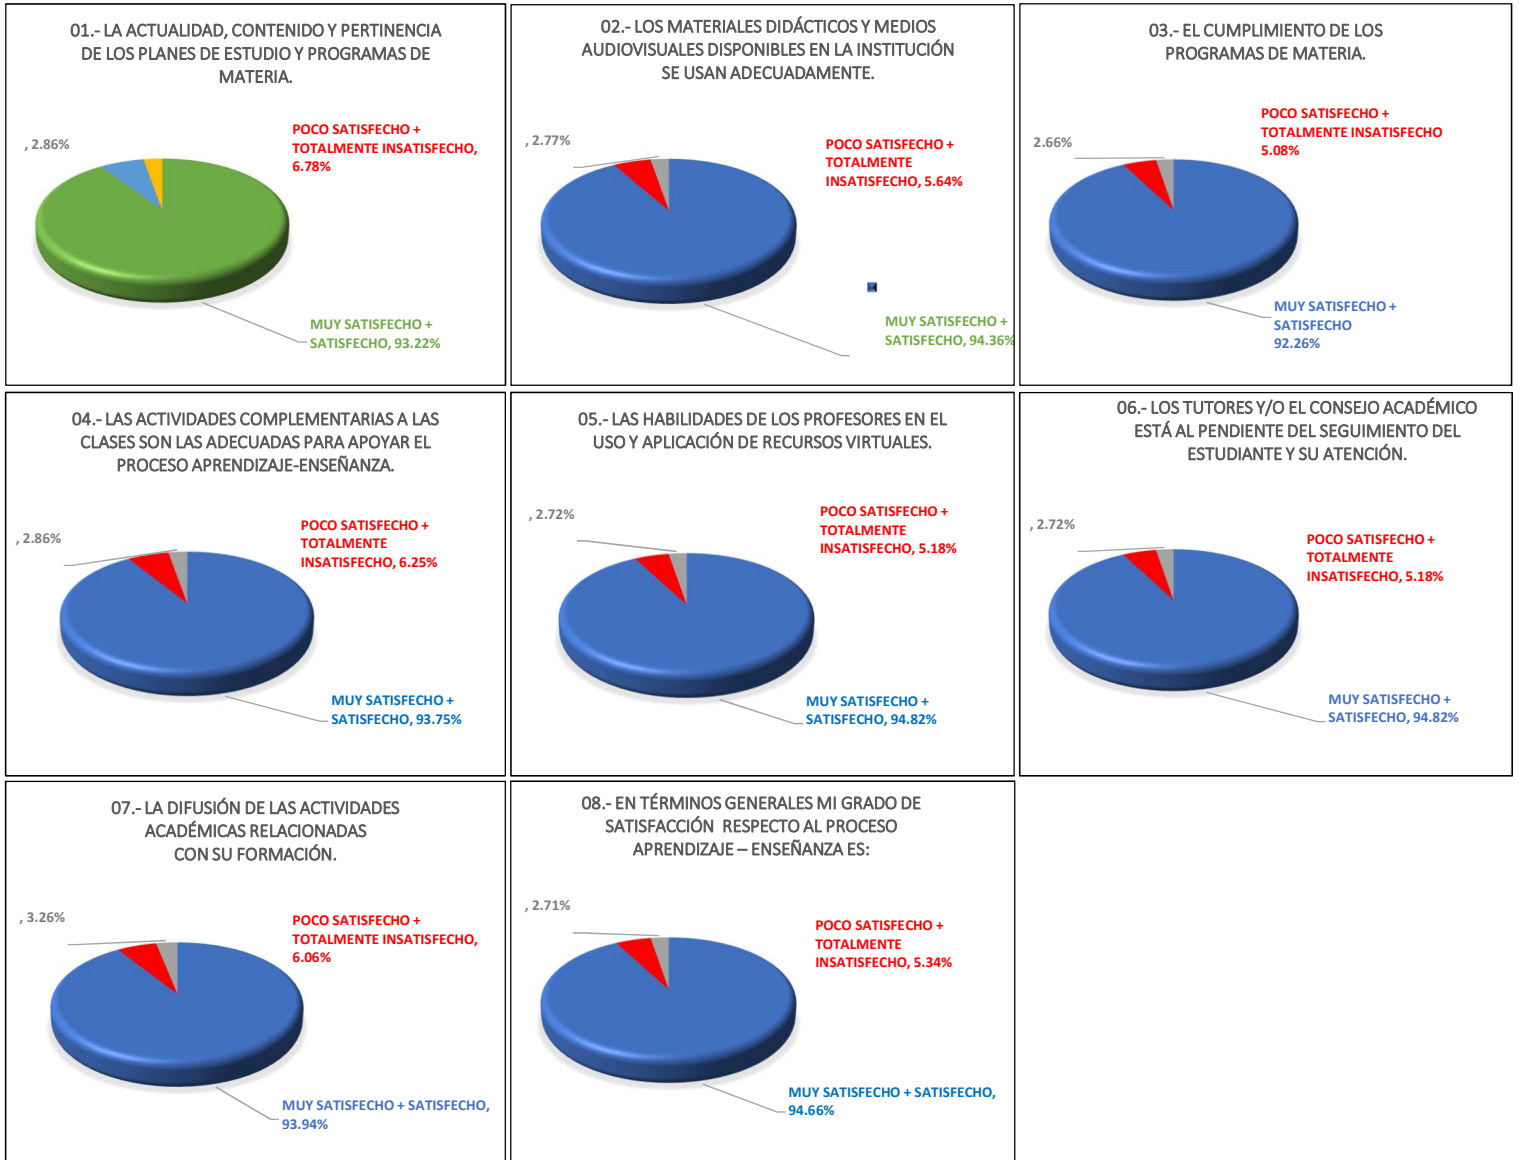 01.- LA ACTUALIDAD, CONTENIDO Y PERTINENCIA
DE LOS PLANES DE ESTUDIO Y PROGRAMAS DE
MATERIA.
, 2.86%
POCO SATISFECHO +
TOTALMENTE INSATISFECHO,
6.78%
MUY SATISFECHO +
SATISFECHO, 93.22%
02.- LOS MATERIALES DIDÁCTICOS Y MEDIOS
AUDIOVISUALES DISPONIBLES EN LA INSTITUCIÓN
SE USAN ADECUADAMENTE.
, 2.77%
POCO SATISFECHO +
TOTALMENTE
INSATISFECHO, 5.64%
MUY SATISFECHO +
SATISFECHO, 94.36%
03.- EL CUMPLIMIENTO DE LOS
PROGRAMAS DE MATERIA.
2.66%
POCO SATISFECHO +
TOTALMENTE INSATISFECHO
5.08%
MUY SATISFECHO +
SATISFECHO
92.26%
04.- LAS ACTIVIDADES COMPLEMENTARIAS A LAS
CLASES SON LAS ADECUADAS PARA APOYAR EL
PROCESO APRENDIZAJE-ENSEÑANZA.
, 2.86%
POCO SATISFECHO +
TOTALMENTE
INSATISFECHO, 6.25%
MUY SATISFECHO +
SATISFECHO, 93.75%
05.- LAS HABILIDADES DE LOS PROFESORES EN EL
USO Y APLICACIÓN DE RECURSOS VIRTUALES.
, 2.72%
POCO SATISFECHO +
TOTALMENTE
INSATISFECHO, 5.18%
MUY SATISFECHO +
SATISFECHO, 94.82%
06.- LOS TUTORES Y/O EL CONSEJO ACADÉMICO
ESTÁ AL PENDIENTE DEL SEGUIMIENTO DEL
ESTUDIANTE Y SU ATENCIÓN.
, 2.72%
POCO SATISFECHO +
TOTALMENTE
INSATISFECHO, 5.18%
MUY SATISFECHO +
SATISFECHO, 94.82%
07.- LA DIFUSIÓN DE LAS ACTIVIDADES
ACADÉMICAS RELACIONADAS
CON SU FORMACIÓN.
, 3.26%
POCO SATISFECHO +
TOTALMENTE INSATISFECHO,
6.06%
MUY SATISFECHO + SATISFECHO,
93.94%
08.- EN TÉRMINOS GENERALES MI GRADO DE
SATISFACCIÓN RESPECTO AL PROCESO
APRENDIZAJE – ENSEÑANZA ES:
, 2.71%
POCO SATISFECHO +
TOTALMENTE
INSATISFECHO, 5.34%
MUY SATISFECHO + SATISFECHO,
94.66%